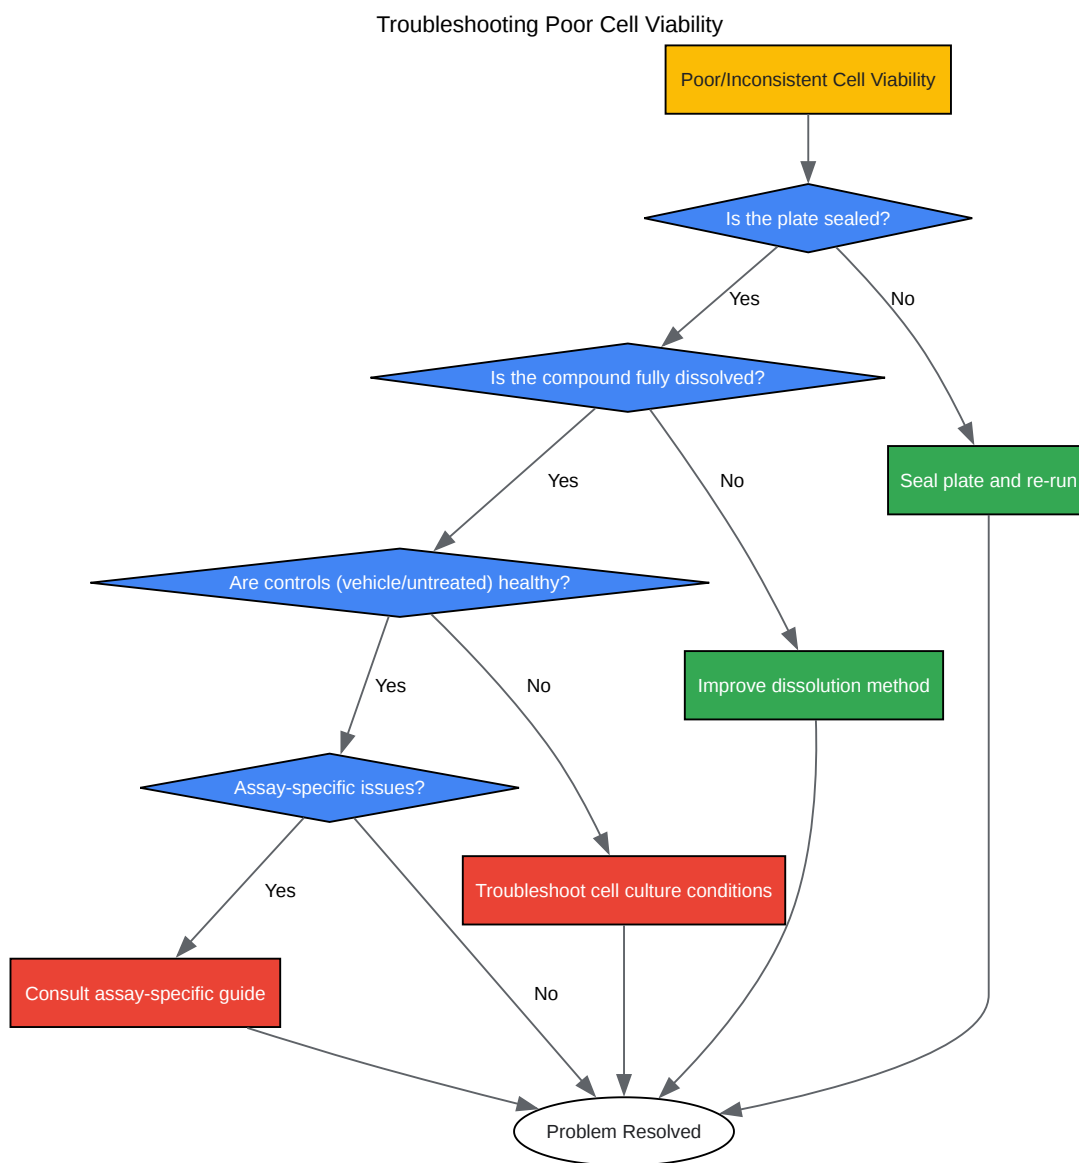 Troubleshooting Poor Cell Viability
Poor/Inconsistent Cell Viability
Is the plate sealed?
Yes
No
Is the compound fully dissolved?
Yes
No
Seal plate and re-run
Are controls (vehicle/untreated) healthy?
Yes
No
Improve dissolution method
Assay-specific issues?
Yes
Troubleshoot cell culture conditions
Consult assay-specific guide
No
Problem Resolved